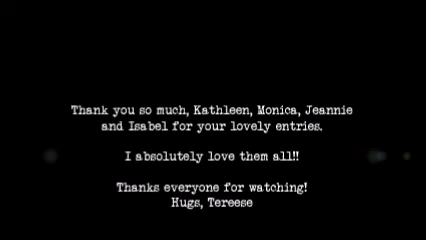 Thank you so much, Kathleen, Monica, Jeannie
and Isabel for your lovely entries.
I absolutely love them all!!
Thanks everyone for watching!
Hugs, Tereese